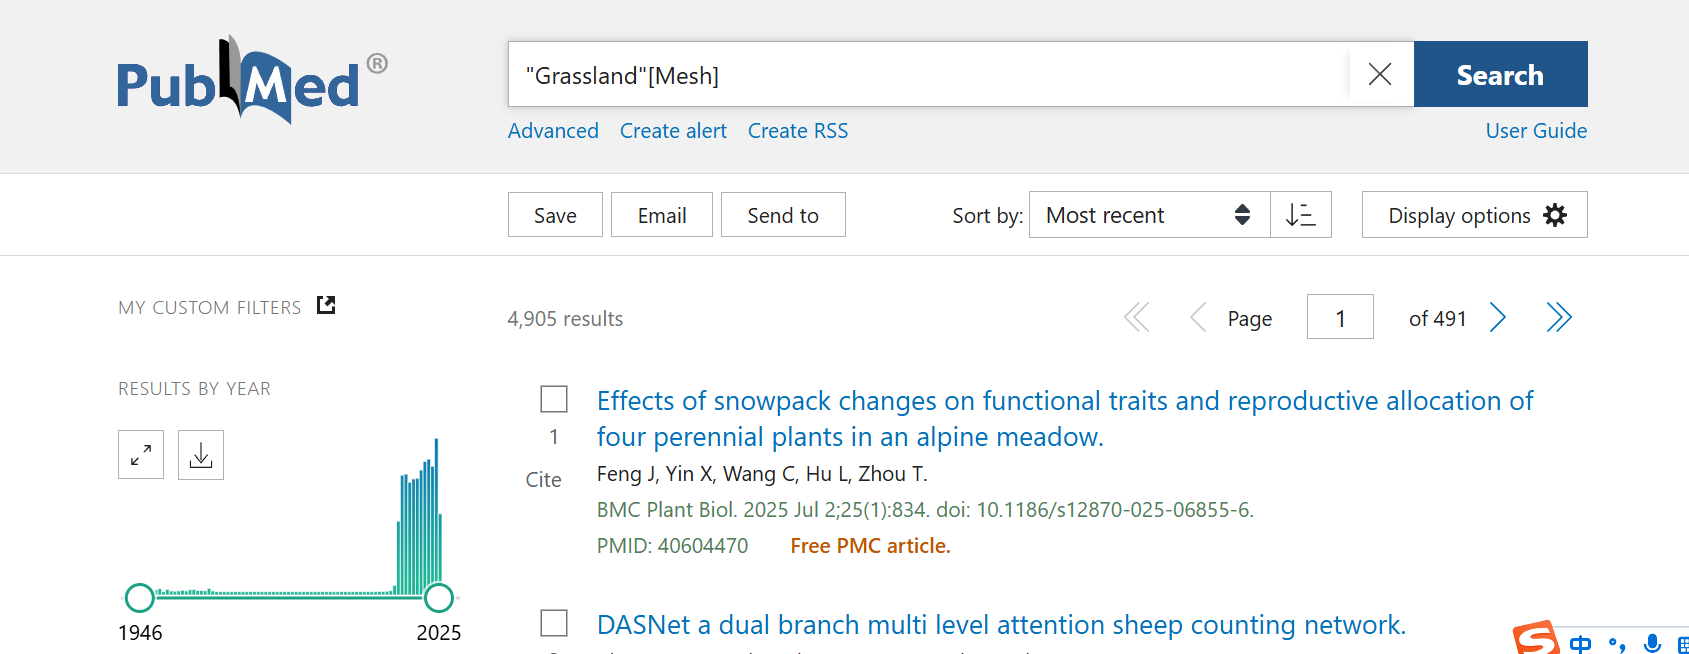 PubMed®
"Grassland"[Mesh]
Search
Advanced Create alert Create RSS User Guide
Save Email Send to Sort by: Most recent Display options
MY CUSTOM FILTERS
4,905 results Page 1 of 491
RESULTS BY YEAR
Effects of snowpack changes on functional traits and reproductive allocation of
1 four perennial plants in an alpine meadow.
Cite Feng J, Yin X, Wang C, Hu L, Zhou T.
BMC Plant Biol. 2025 Jul 2;25(1):834. doi: 10.1186/s12870-025-06855-6.
PMID: 40604470 Free PMC article.
1946 2025
DASNet a dual branch multi level attention sheep counting network.
中